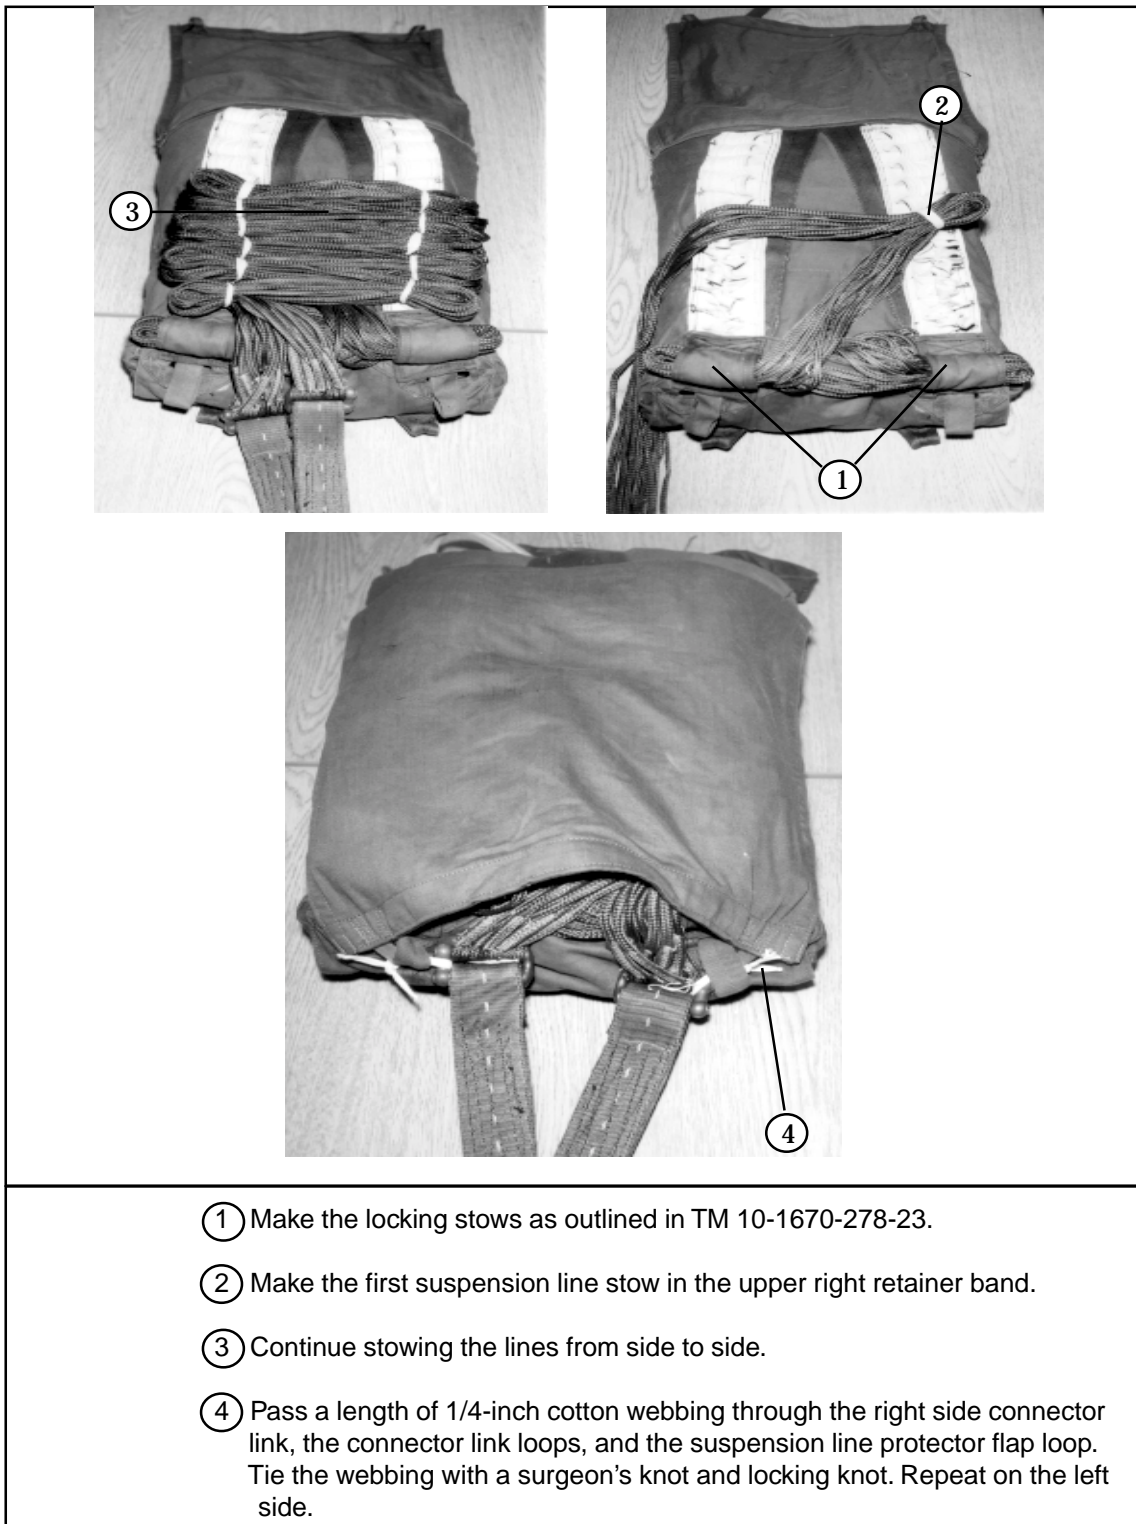 3
2
1
4
1 Make the locking stows as outlined in TM 10-1670-278-23.
2 Make the first suspension line stow in the upper right retainer band.
3 Continue stowing the lines from side to side.
4 Pass a length of 1/4-inch cotton webbing through the right side connector
link, the connector link loops, and the suspension line protector flap loop.
Tie the webbing with a surgeon’s knot and locking knot. Repeat on the left
side.